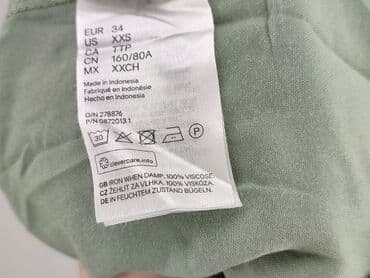 EUR 34
US XXS
CA TTP
CN 160/80A
MX XXCH
Made in Indonesia
Fabriqué en Indonésie
Hecho en Indonesia
O/N 278876
P/N 0872013.1
30 P
clevercare.info
GB IRON WHEN DAMP, 100% VISCOSE
CZ ŽEHLIT ZA VLHKA, 100% VISKÓZA
DE IN FEUCHTEM ZUSTAND BÜGELN,